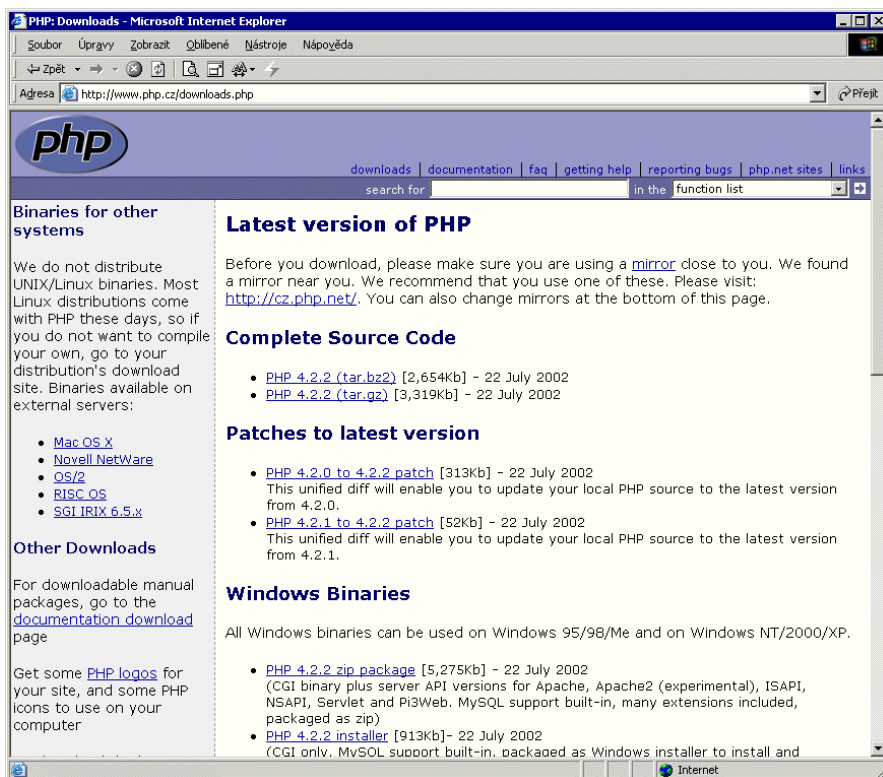 PHP: Downloads - Microsoft Internet Explorer
Soubor Úpravy Zobrazit Oblíbené Nástroje Nápověda
Zpět
Adresa http://www.php.cz/downloads.php Přejít
php
downloads | documentation | faq | getting help | reporting bugs | php.net sites | links
search for in the function list
Binaries for other
systems
We do not distribute
UNIX/Linux binaries. Most
Linux distributions come
with PHP these days, so if
you do not want to compile
your own, go to your
distribution's download
site. Binaries available on
external servers:
Mac OS X
Novell NetWare
OS/2
RISC OS
SGI IRIX 6.5.x
Other Downloads
For downloadable manual
packages, go to the
documentation download
page
Get some PHP logos for
your site, and some PHP
icons to use on your
computer
Latest version of PHP
Before you download, please make sure you are using a mirror close to you. We found
a mirror near you. We recommend that you use one of these. Please visit:
http://cz.php.net/. You can also change mirrors at the bottom of this page.
Complete Source Code
PHP 4.2.2 (tar.bz2) [2,654Kb] - 22 July 2002
PHP 4.2.2 (tar.gz) [3,319Kb] - 22 July 2002
Patches to latest version
PHP 4.2.0 to 4.2.2 patch [313Kb] - 22 July 2002
This unified diff will enable you to update your local PHP source to the latest version
from 4.2.0.
PHP 4.2.1 to 4.2.2 patch [52Kb] - 22 July 2002
This unified diff will enable you to update your local PHP source to the latest version
from 4.2.1.
Windows Binaries
All Windows binaries can be used on Windows 95/98/Me and on Windows NT/2000/XP.
PHP 4.2.2 zip package [5,275Kb] - 22 July 2002
(CGI binary plus server API versions for Apache, Apache2 (experimental), ISAPI,
NSAPI, Servlet and Pi3Web. MySQL support built-in, many extensions included,
packaged as zip)
PHP 4.2.2 installer [913Kb]- 22 July 2002
(CGI only, MySQL support built-in, packaged as Windows installer to install and
Internet